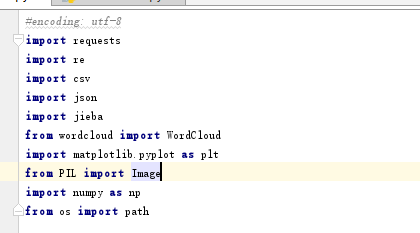 #encoding: utf-8
import requests
import re
import csv
import json
import jieba
from wordcloud import WordCloud
import matplotlib.pyplot as plt
from PIL import Image
import numpy as np
from os import path